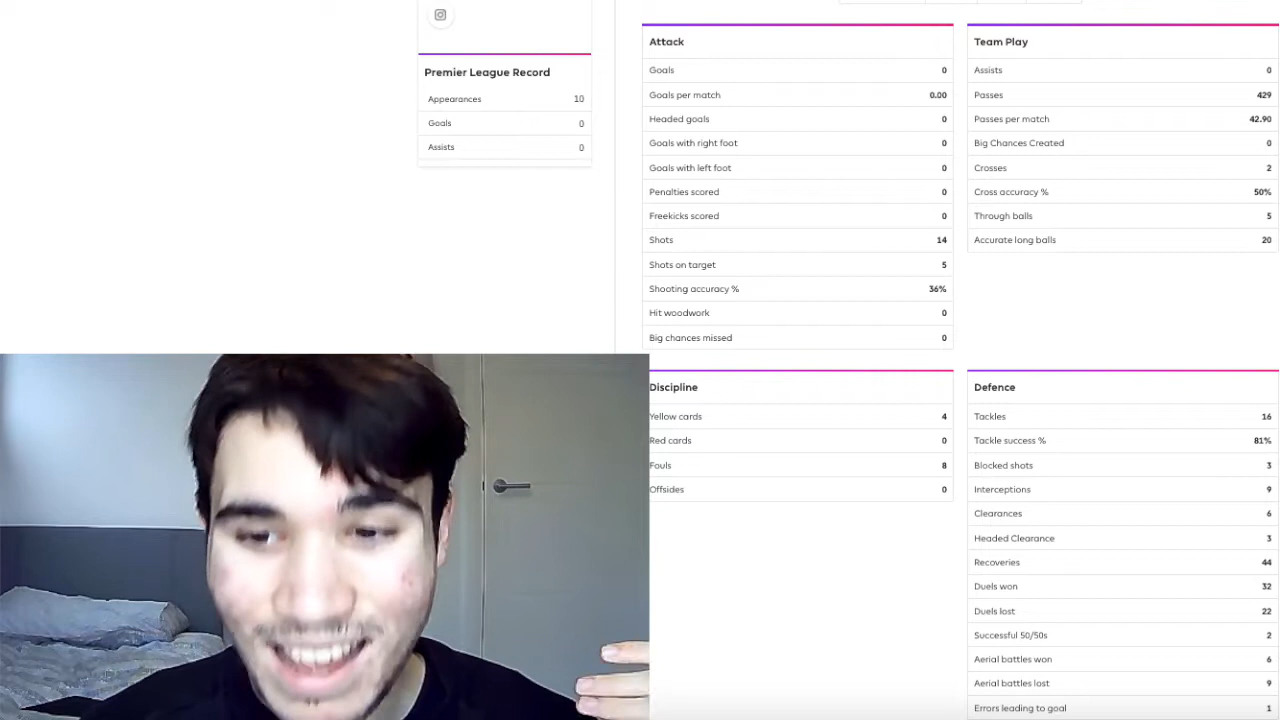 Premier League Record
Appearances 10
Goals 0
Assists 0
Attack
Goals 0
Goals per match 0.00
Headed goals 0
Goals with right foot 0
Goals with left foot 0
Penalties scored 0
Freekicks scored 0
Shots 14
Shots on target 5
Shooting accuracy % 36%
Hit woodwork 0
Big chances missed 0
Team Play
Assists 0
Passes 429
Passes per match 42.90
Big Chances Created 0
Crosses 2
Cross accuracy % 50%
Through balls 5
Accurate long balls 20
Discipline
Yellow cards 4
Red cards 0
Fouls 8
Offsides 0
Defence
Tackles 16
Tackle success % 81%
Blocked shots 3
Interceptions 9
Clearances 6
Headed Clearance 3
Recoveries 44
Duels won 32
Duels lost 22
Successful 50/50s 2
Aerial battles won 6
Aerial battles lost 9
Errors leading to goal 1